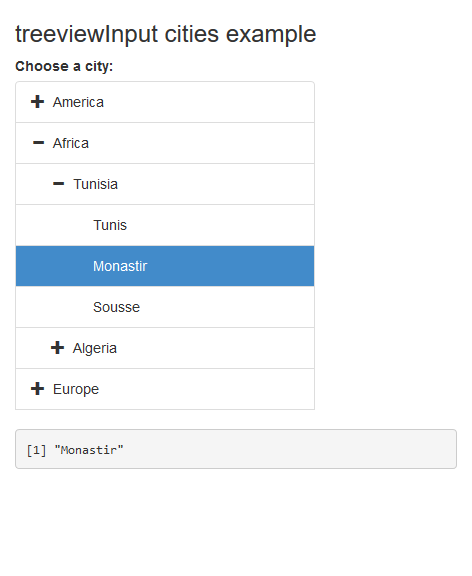 treeviewInput cities example
Choose a city:
America
Africa
Tunisia
Tunis
Monastir
Sousse
Algeria
Europe
[1] "Monastir"